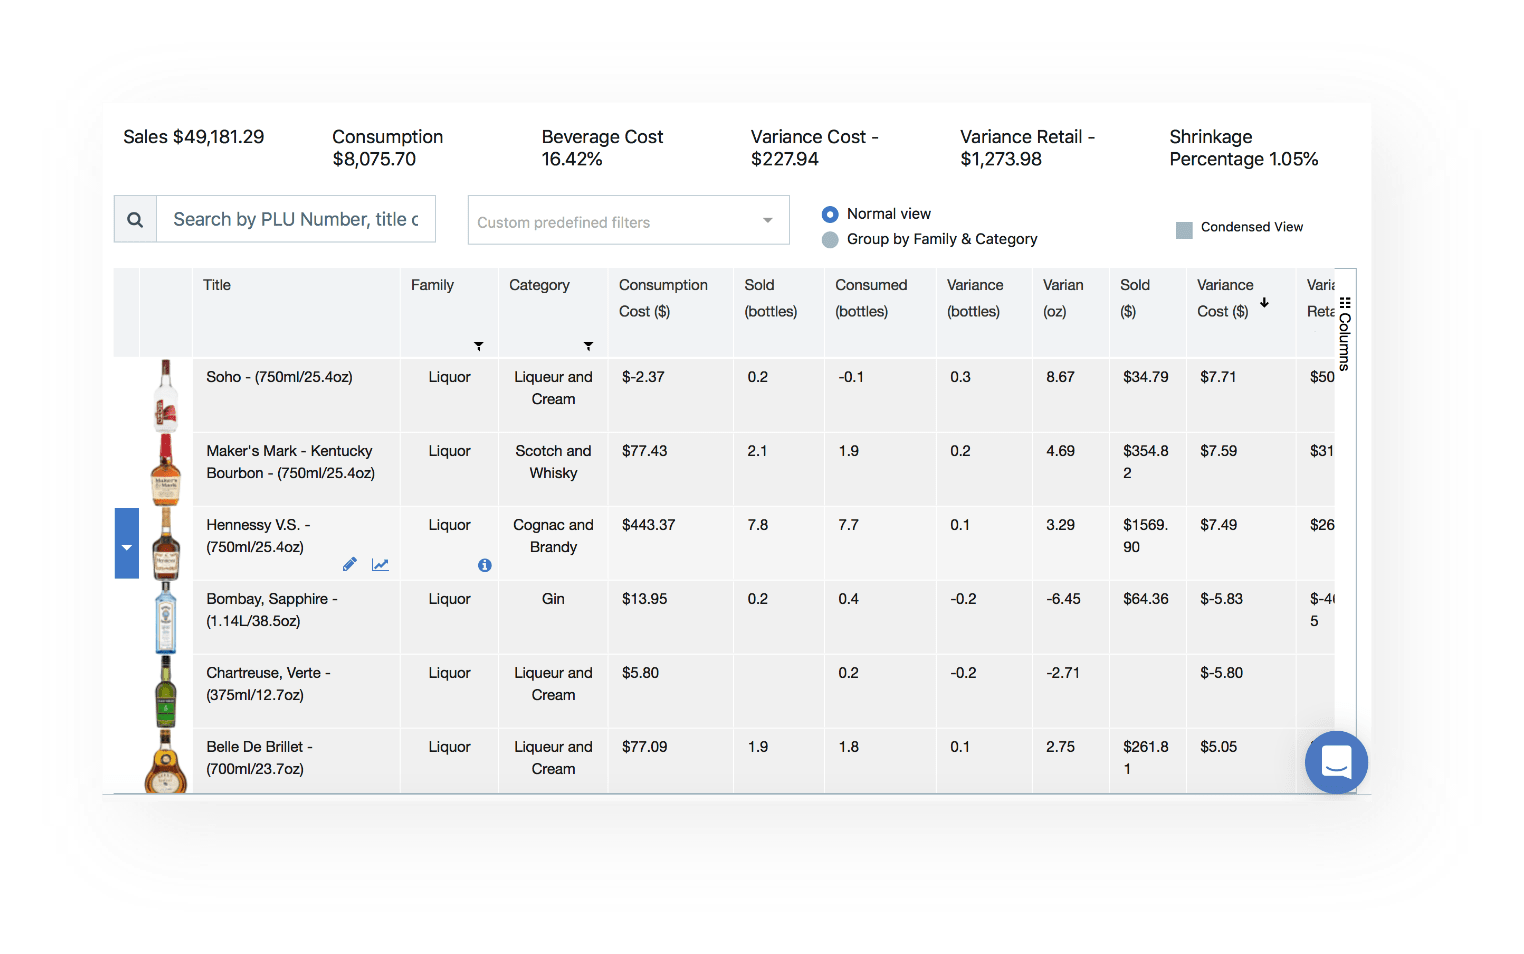 Sales $49,181.29
Consumption
$8,075.70
Beverage Cost
16.42%
Variance Cost -
$227.94
Variance Retail -
$1,273.98
Shrinkage
Percentage 1.05%
Search by PLU Number, title
Custom predefined filters
Normal view
Group by Family & Category
Condensed View
Title
Family
Category
Consumption
Cost ($)
Sold
(bottles)
Consumed
(bottles)
Variance
(bottles)
Varian
(oz)
Sold
($)
Variance
Cost ($)
Varia
Reta
Columns
Soho - (750ml/25.4oz)
Liquor
Liqueur and
Cream
$-2.37
0.2
-0.1
0.3
8.67
$34.79
$7.71
$50
Maker's Mark - Kentucky
Bourbon - (750ml/25.4oz)
Liquor
Scotch and
Whisky
$77.43
2.1
1.9
0.2
4.69
$354.8
2
$7.59
$31
Hennessy V.S. -
(750ml/25.4oz)
Liquor
Cognac and
Brandy
$443.37
7.8
7.7
0.1
3.29
$1569.
90
$7.49
$26
Bombay, Sapphire -
(1.14L/38.5oz)
Liquor
Gin
$13.95
0.2
0.4
-0.2
-6.45
$64.36
$-5.83
$-4
5
Chartreuse, Verte -
(375ml/12.7oz)
Liquor
Liqueur and
Cream
$5.80
0.2
-0.2
-2.71
$-5.80
Belle De Brillet -
(700ml/23.7oz)
Liquor
Liqueur and
Cream
$77.09
1.9
1.8
0.1
2.75
$261.8
1
$5.05